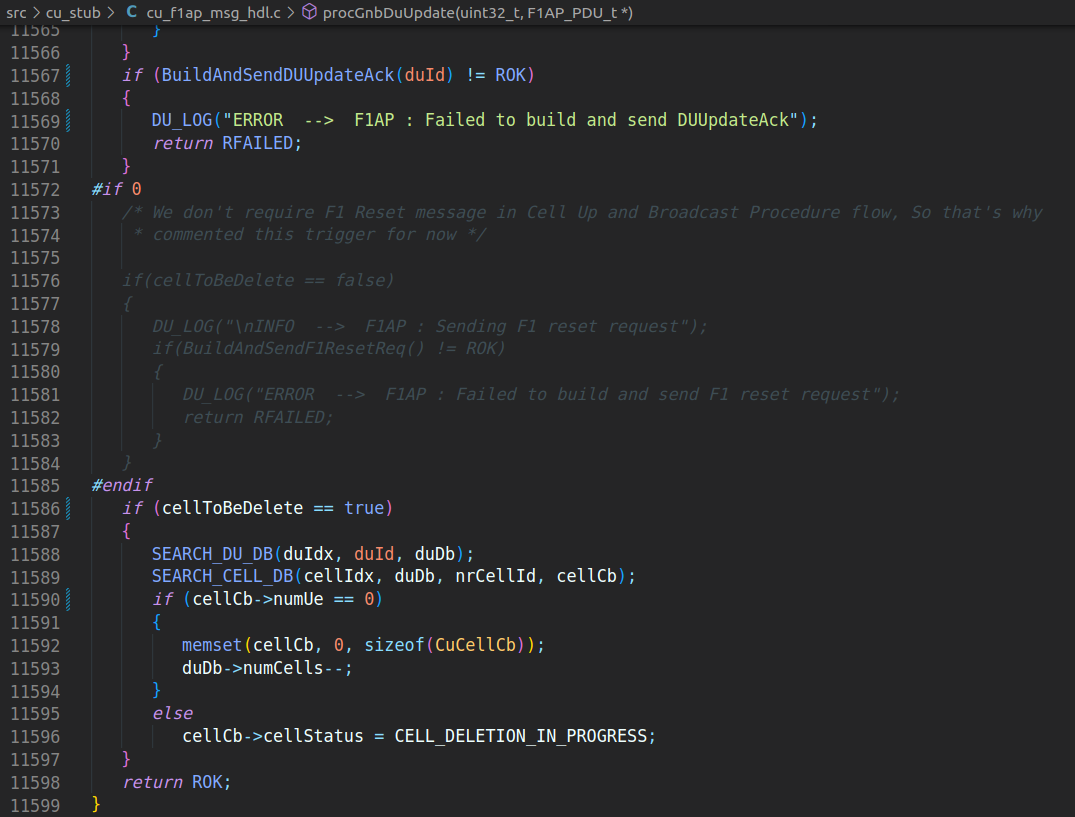 src > cu_stub > C cu_f1ap_msg_hdl.c > procGnbDuUpdate(uint32_t, F1AP_PDU_t *)
11565 }
11566 }
11567 if (BuildAndSendDUUpdateAck(duId) != ROK)
11568 {
11569 DU_LOG("ERROR  -->  F1AP : Failed to build and send DUUpdateAck");
11570 return RFAILED;
11571 }
11572 #if 0
11573 /* We don't require F1 Reset message in Cell Up and Broadcast Procedure flow, So that's why
11574 * commented this trigger for now */
11575
11576 if(cellToBeDelete == false)
11577 {
11578 DU_LOG("\nINFO  -->  F1AP : Sending F1 reset request");
11579 if(BuildAndSendF1ResetReq() != ROK)
11580 {
11581 DU_LOG("ERROR  -->  F1AP : Failed to build and send F1 reset request");
11582 return RFAILED;
11583 }
11584 }
11585 #endif
11586 if (cellToBeDelete == true)
11587 {
11588 SEARCH_DU_DB(duIdx, duId, duDb);
11589 SEARCH_CELL_DB(cellIdx, duDb, nrCellId, cellCb);
11590 if (cellCb->numUe == 0)
11591 {
11592 memset(cellCb, 0, sizeof(CuCellCb));
11593 duDb->numCells--;
11594 }
11595 else
11596 cellCb->cellStatus = CELL_DELETION_IN_PROGRESS;
11597 }
11598 return ROK;
11599 }